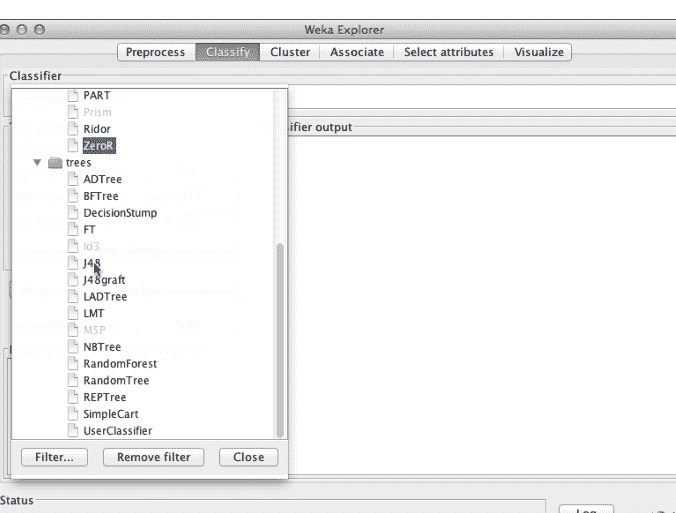 Weka Explorer
Preprocess Classify Cluster Associate Select attributes Visualize
Classifier
PART
Prism
Ridor
ZeroR
ifier output
trees
ADTree
BFTree
DecisionStump
FT
Id3
J48
J48graft
LADTree
LMT
M5P
NBTree
RandomForest
RandomTree
REPTree
SimpleCart
UserClassifier
Filter... Remove filter Close
Status
Log